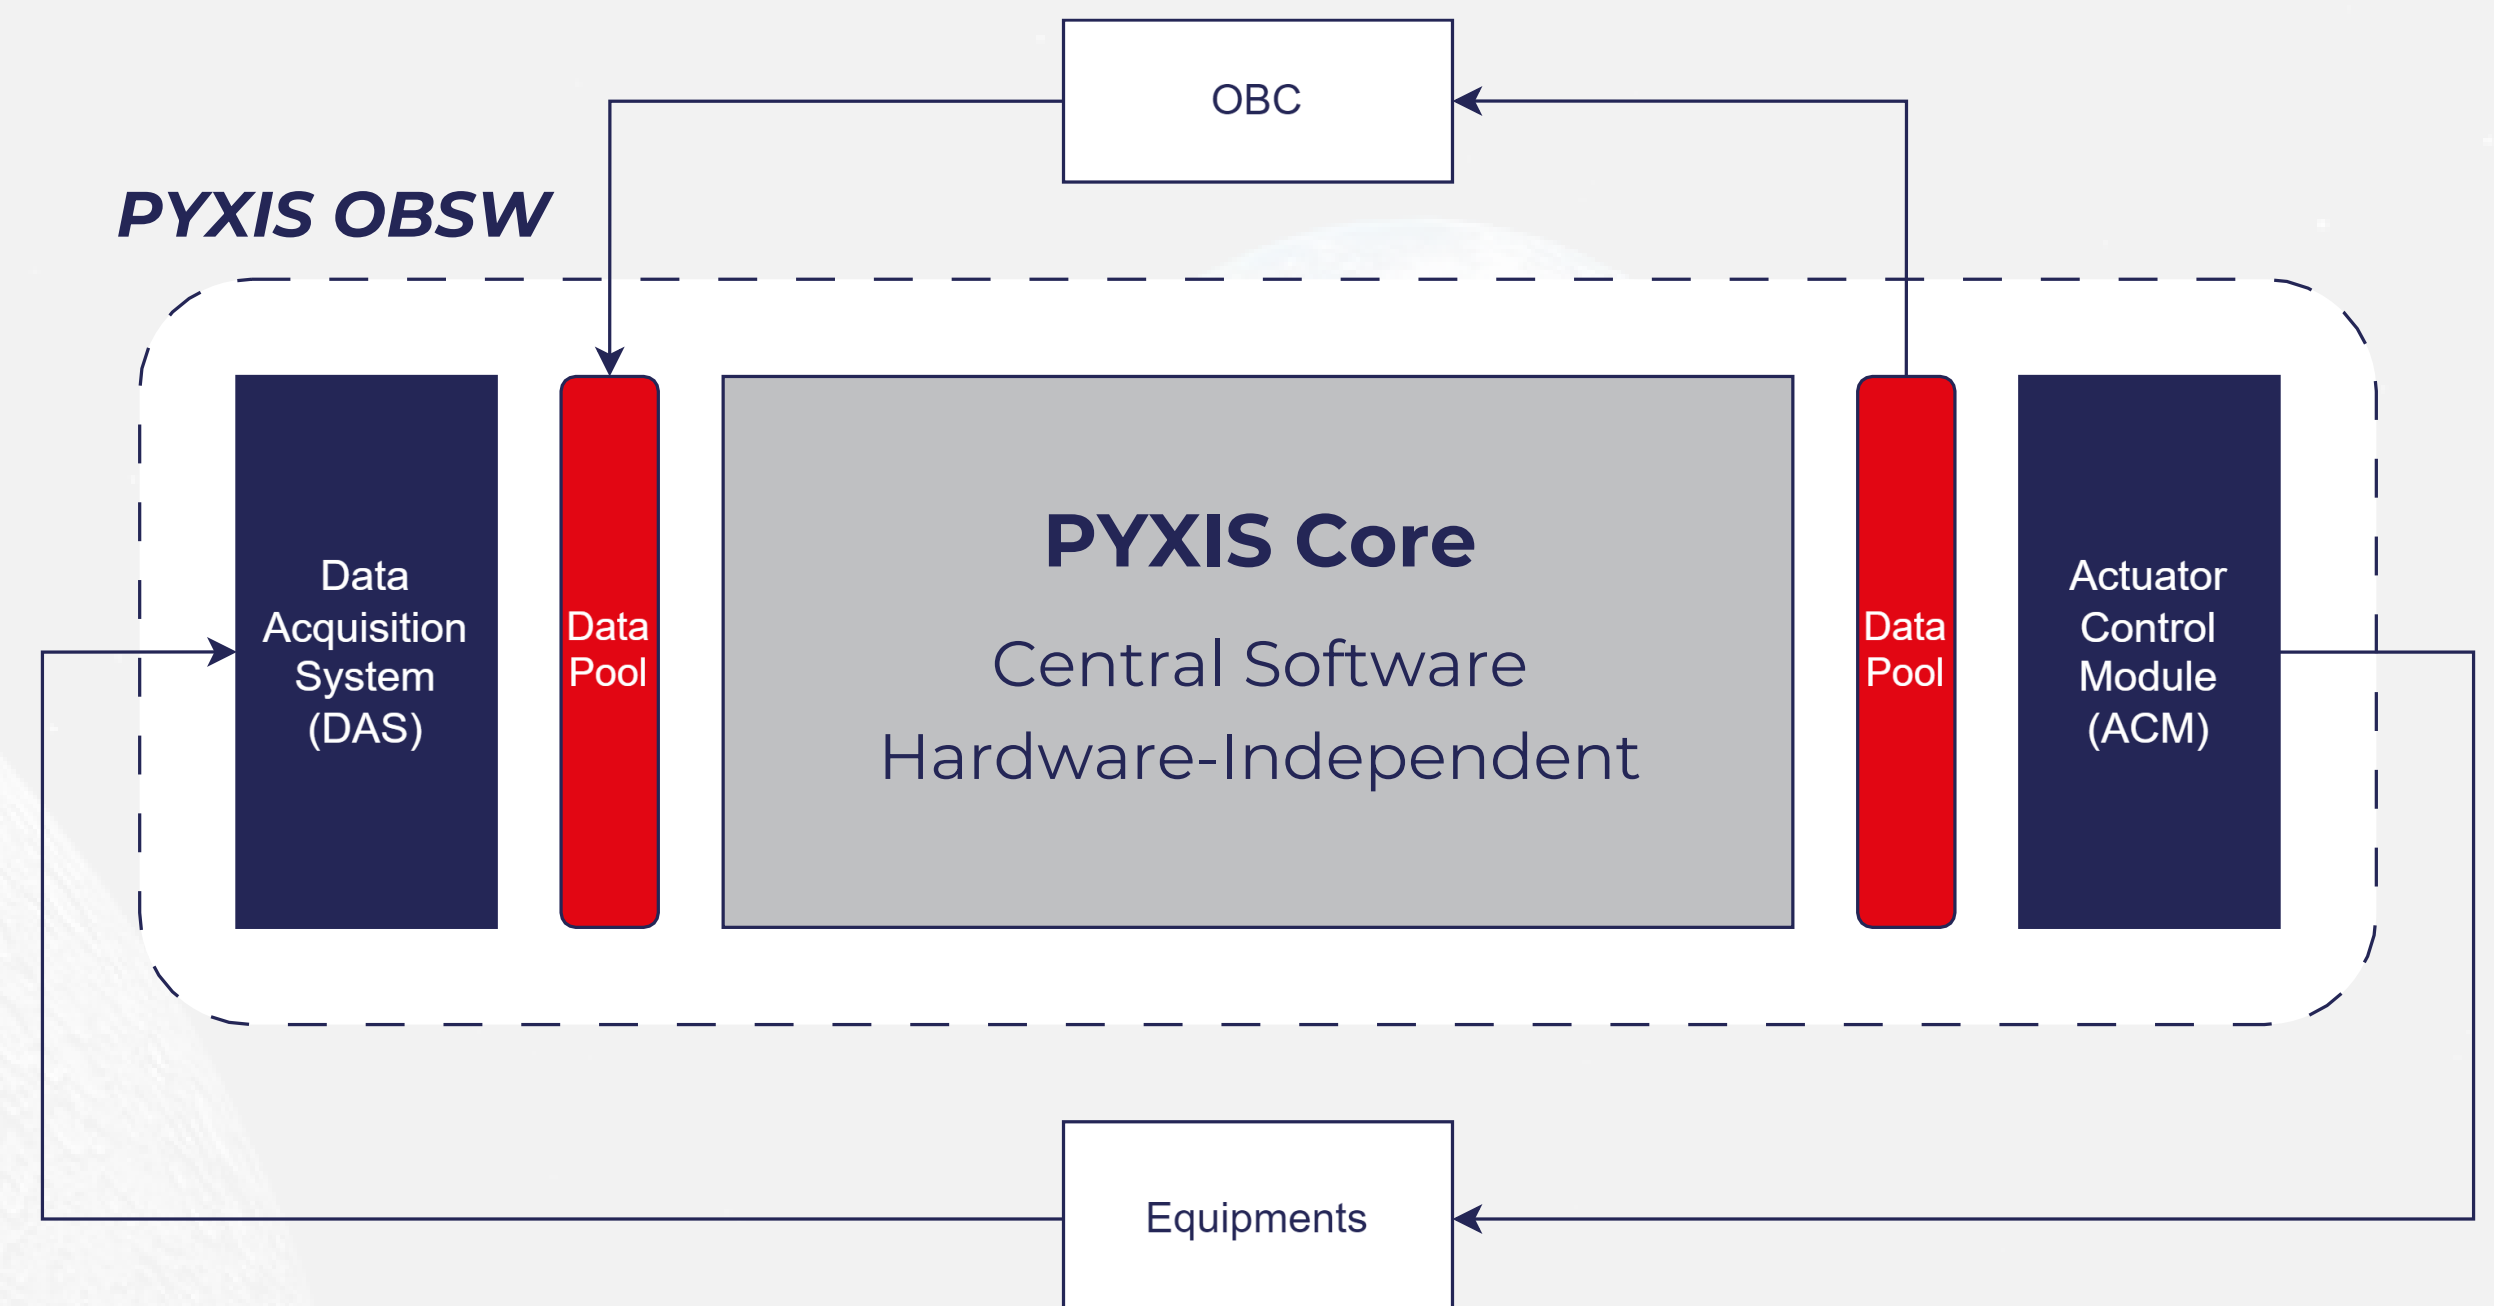 OBC
PYXIS OBSW
Data
Acquisition
System
(DAS)
Data
Pool
PYXIS Core
Central Software
Hardware-Independent
Data
Pool
Actuator
Control
Module
(ACM)
Equipments